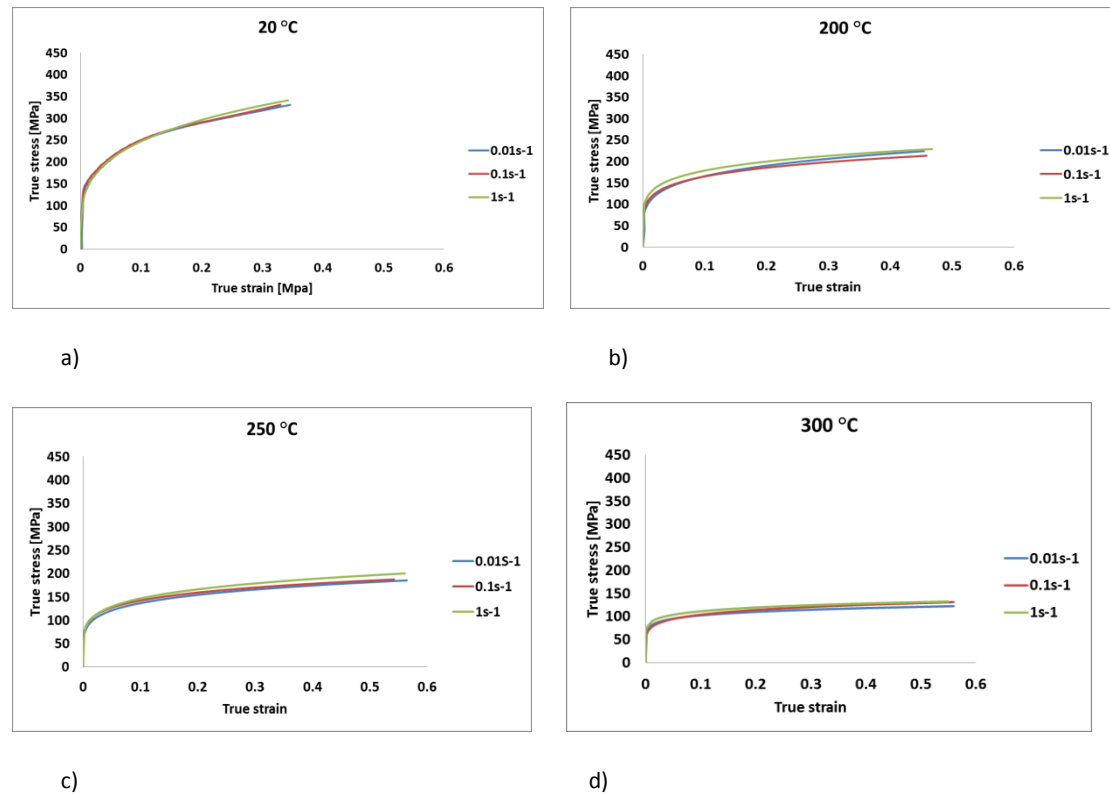 20 °C
450
400
350
300
250
200
150
100
50
0
True stress [MPa]
0 0.1 0.2 0.3 0.4 0.5 0.6
True strain [Mpa]
0.01s-1
0.1s-1
1s-1
a)
200 °C
450
400
350
300
250
200
150
100
50
0
True stress [MPa]
0 0.1 0.2 0.3 0.4 0.5 0.6
True strain
0.01s-1
0.1s-1
1s-1
b)
250 °C
450
400
350
300
250
200
150
100
50
0
True stress [MPa]
0 0.1 0.2 0.3 0.4 0.5 0.6
True strain
0.01S-1
0.1s-1
1s-1
c)
300 °C
450
400
350
300
250
200
150
100
50
0
True stress [MPa]
0 0.1 0.2 0.3 0.4 0.5 0.6
True strain
0.01s-1
0.1s-1
1s-1
d)